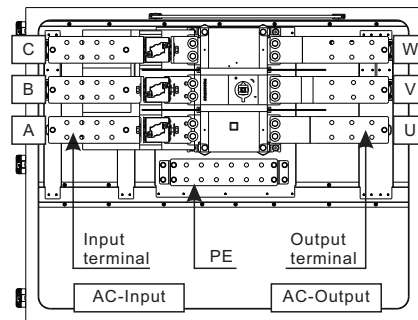 C
W
B
V
A
U
Input
terminal
PE
Output
terminal
AC-Input
AC-Output